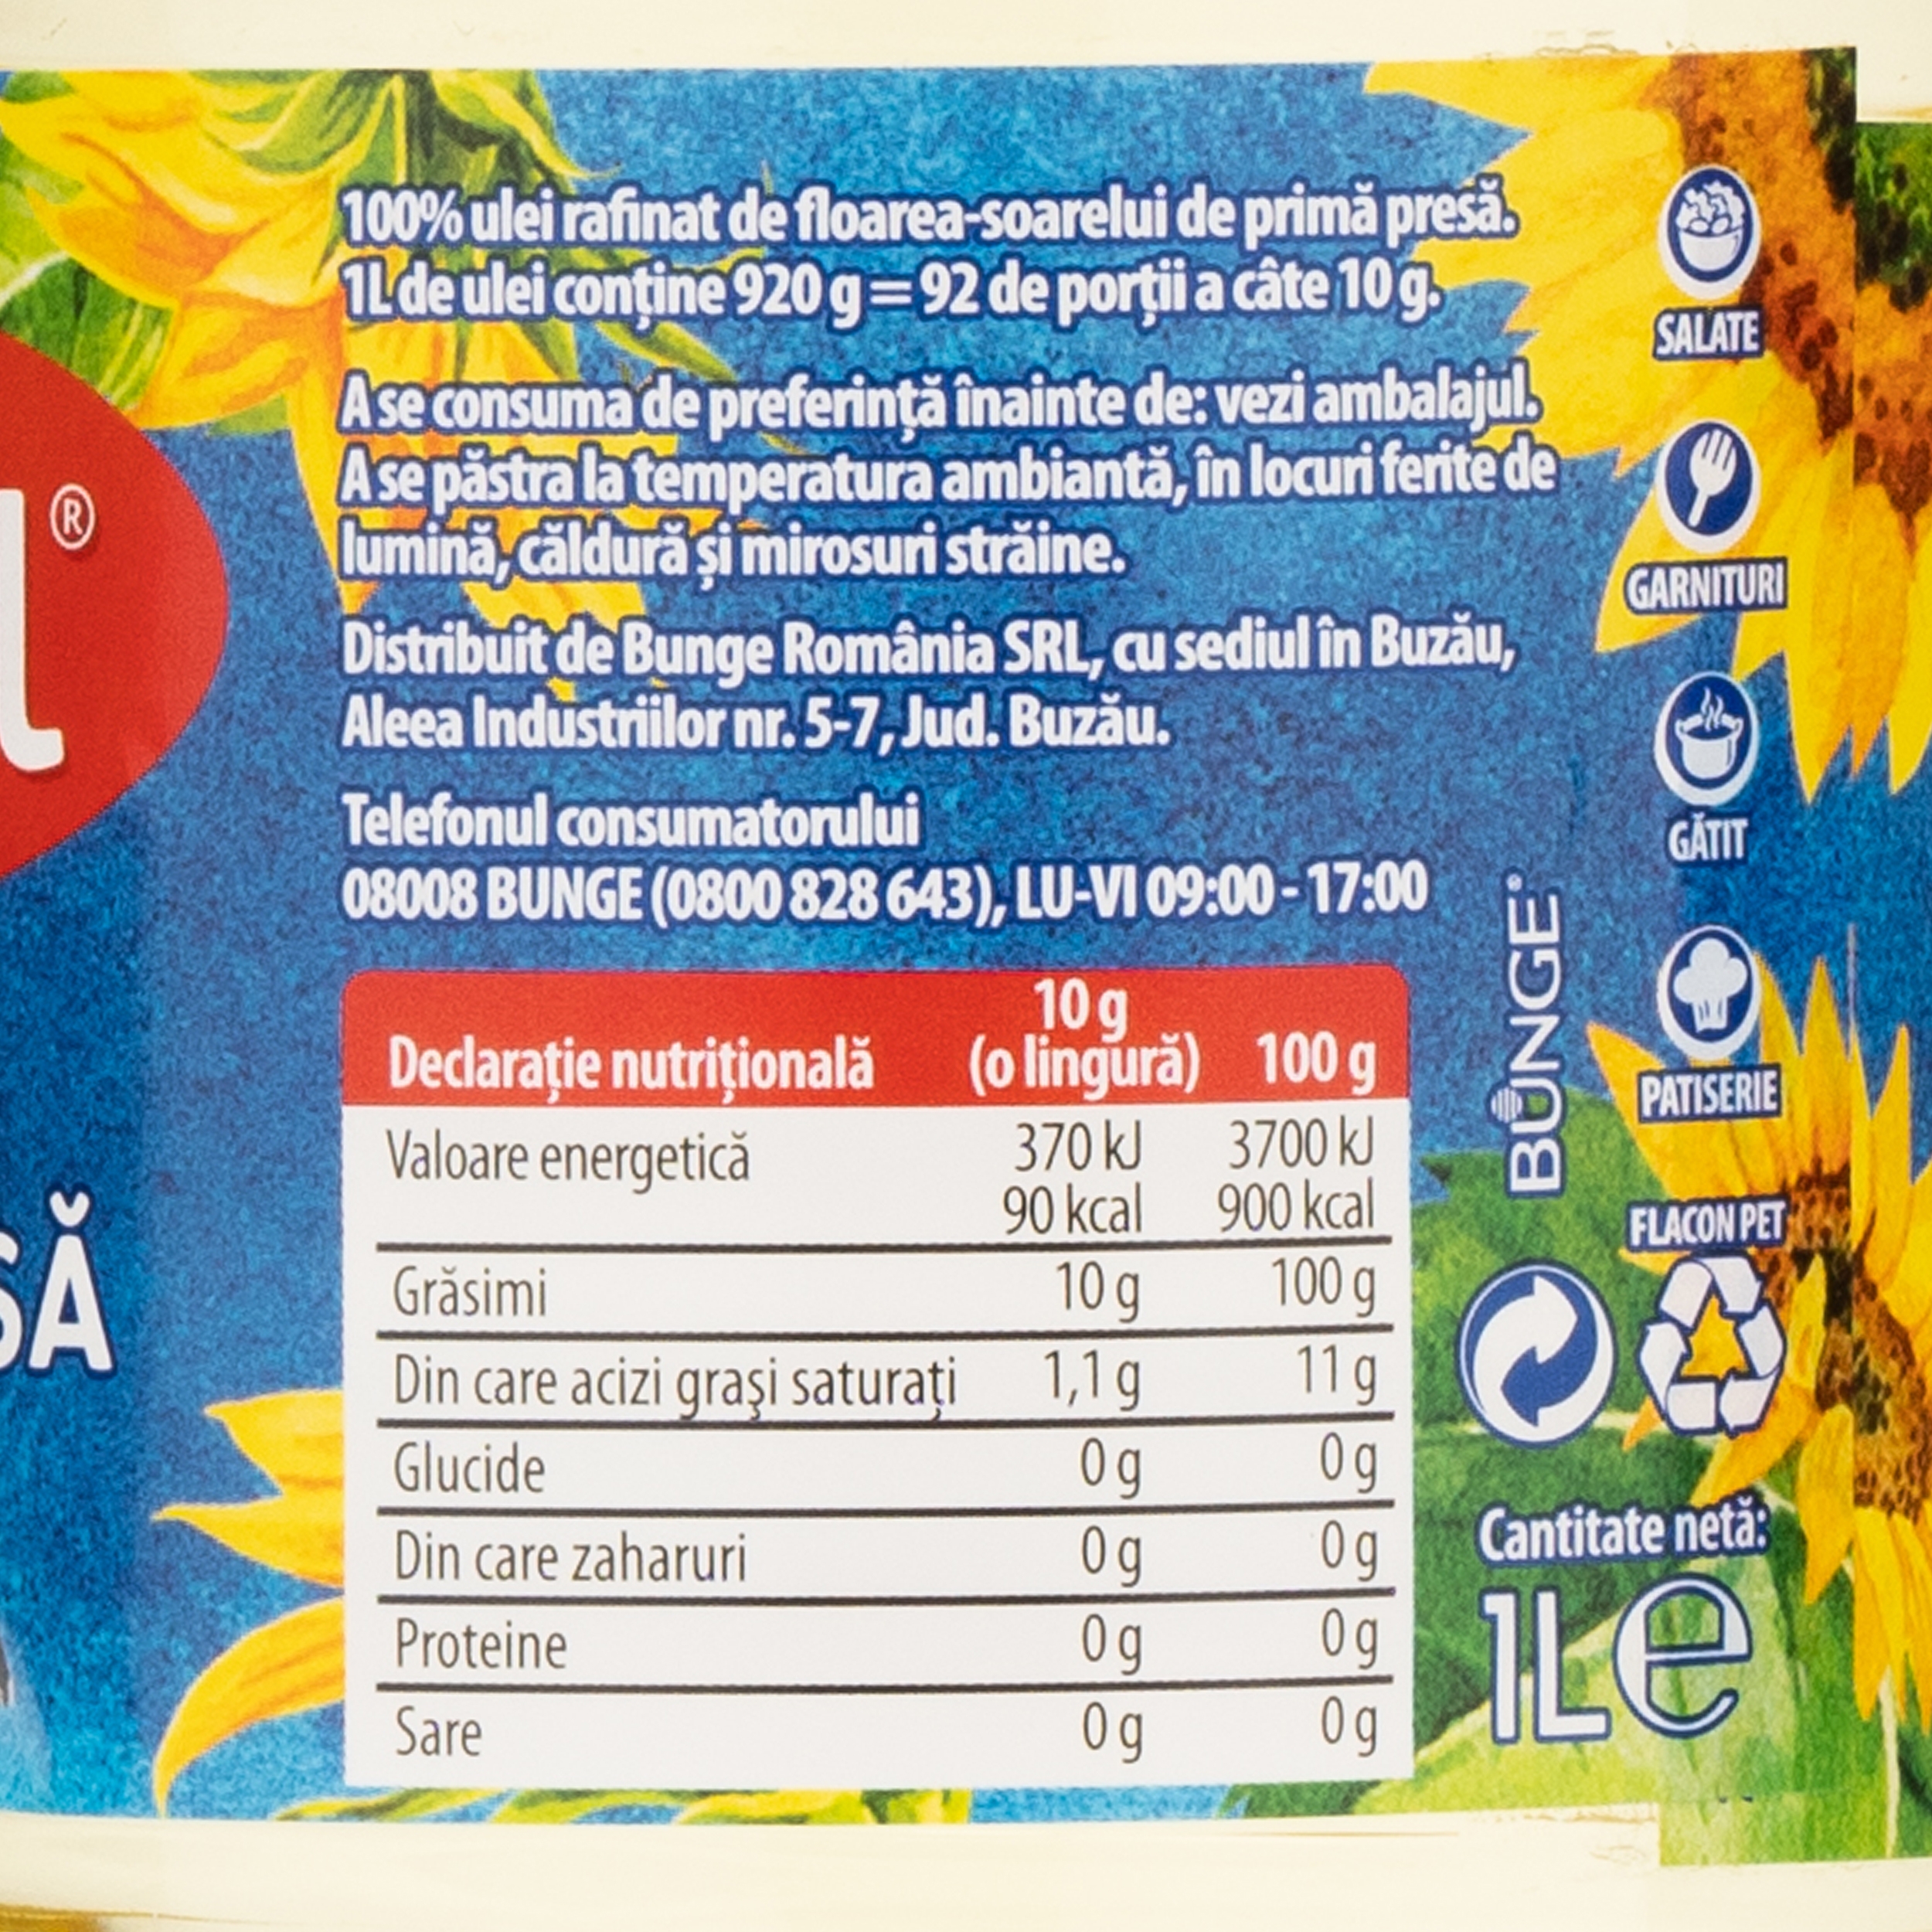 100% ulei rafinat de floarea-soarelui de primă presă.
1L de ulei conține 920 g = 92 de porții a câte 10 g.
A se consuma de preferință înainte de: vezi ambalajul.
A se păstra la temperatura ambiantă, în locuri ferite de
lumină, căldură și mirosuri străine.
Distribuit de Bunge România SRL, cu sediul în Buzău,
Aleea Industriilor nr. 5-7, Jud. Buzău.
Telefonul consumatorului
08008 BUNGE (0800 828 643), LU-VI 09:00 - 17:00
Declarație nutrițională 10 g (o lingură) 100 g
Valoare energetică 370 kJ 3700 kJ
90 kcal 900 kcal
Grăsimi 10 g 100 g
Din care acizi grași saturați 1,1 g 11 g
Glucide 0 g 0 g
Din care zaharuri 0 g 0 g
Proteine 0 g 0 g
Sare 0 g 0 g
BUNGE
SALATE
GARNITURI
GĂTIT
PATISERIE
FLACON PET
Cantitate netă:
1L e
l®
SĂ